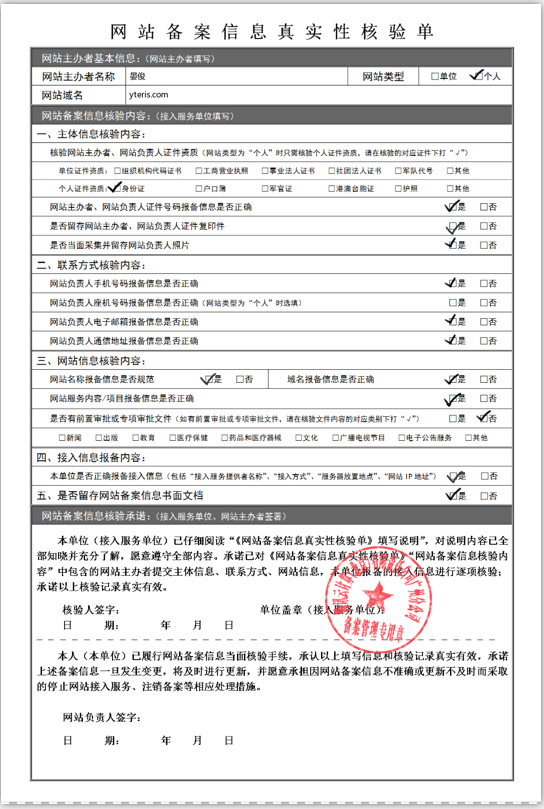 网站备案信息真实性核验单
网站主办者基本信息：（网站主办者填写）
网站主办者名称 晏俊 网站类型 □单位 □个人
网站域名 yteris.com
网站备案信息核验内容：（接入服务单位填写）
一、主体信息核验内容：
核验网站主办者、网站负责人证件资质（网站类型为“个人”时只需核验个人证件资质，请在核验的对应证件下打“√”）
单位证件资质：□组织机构代码证书 □工商营业执照 □事业法人证书 □社团法人证书 □军队代号 □其他
个人证件资质：□身份证 □户口簿 □军官证 □港澳台胞证 □护照 □其他
网站主办者、网站负责人证件号码报备信息是否正确 □是 □否
是否留存网站主办者、网站负责人证件复印件 □是 □否
是否当面采集并留存网站负责人照片 □是 □否
二、联系方式核验内容：
网站负责人手机号码报备信息是否正确 □是 □否
网站负责人座机号码报备信息是否正确（网站类型为“个人”时选填） □是 □否
网站负责人电子邮箱报备信息是否正确 □是 □否
网站负责人通信地址报备信息是否正确 □是 □否
三、网站信息核验内容：
网站名称报备信息是否规范 □是 □否 域名报备信息是否正确 □是 □否
网站服务内容/项目报备信息是否正确 □是 □否
是否有前置审批或专项审批文件（如有前置审批或专项审批文件，请在核验文件内容的对应类别下打“√”） □是 □否
□新闻 □出版 □教育 □医疗保健 □药品和医疗器械 □文化 □广播电视节目 □电子公告服务 □其他
四、接入信息报备内容：
本单位是否正确报备接入信息（包括“接入服务提供者名称”、“接入方式”、“服务器放置地点”、“网站 IP 地址”） □是 □否
五、是否留存网站备案信息书面文档 □是 □否
网站备案信息核验承诺：（接入服务单位、网站主办者签署）
本单位（接入服务单位）已仔细阅读“《网站备案信息真实性核验单》填写说明”，对说明内容已全
部知晓并充分了解，愿意遵守全部内容。承诺已对《网站备案信息真实性核验单》“网站备案信息核验内
容”中包含的网站主办者提交主体信息、联系方式、网站信息，本单位报备的接入信息进行逐项核验；
承诺以上核验记录真实有效。
核验人签字： 单位盖章（接入服务单位）：
日 期： 年 月 日
备案管理专用章
本人（本单位）已履行网站备案信息当面核验手续，承认以上填写信息和核验记录真实有效，承诺
上述备案信息一旦发生变更，将及时进行更新，并愿意承担因网站备案信息不准确或更新不及时而采取
的停止网站接入服务、注销备案等相应处理措施。
网站负责人签字：
日 期： 年 月 日